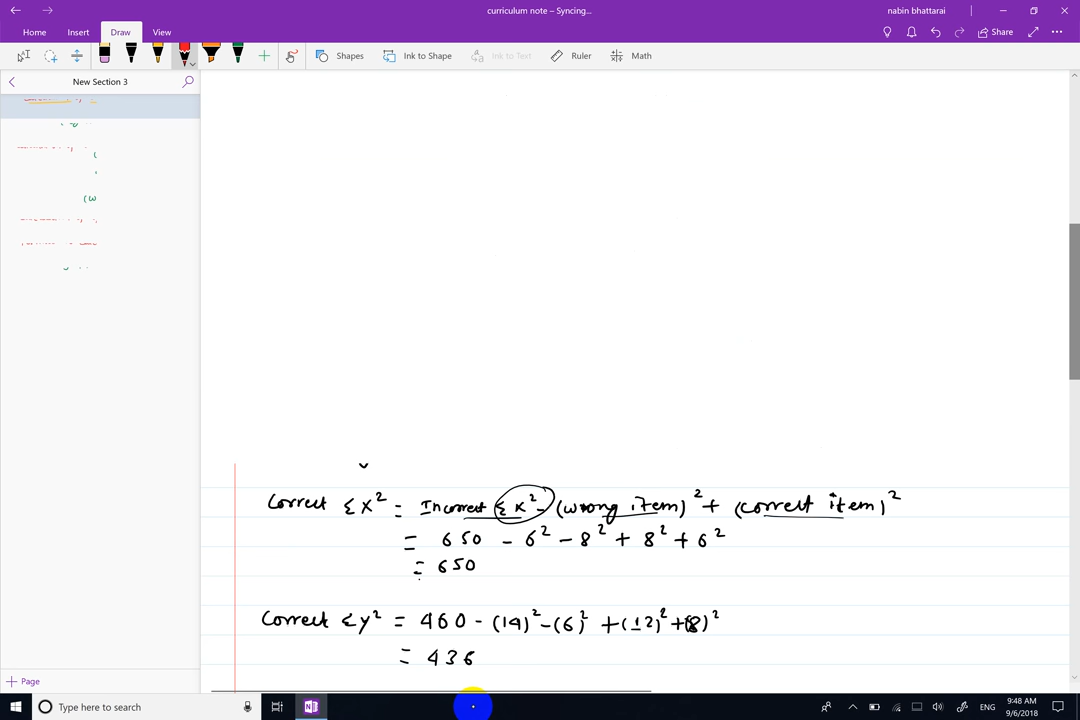 curriculum note – Syncing...
nabin bhattarai
Home Insert Draw View
Share
Shapes Ink to Shape Ink to Text Ruler Math
New Section 3
Correct Σx² = Incorrect Σx² - (wrong item)² + (correct item)²
= 650 - 6² - 8² + 8² + 6²
= 650
Correct Σy² = 460 - (14)² - (6)² + (12)² + (8)²
= 436
+ Page
Type here to search
ENG
9:48 AM
9/6/2018